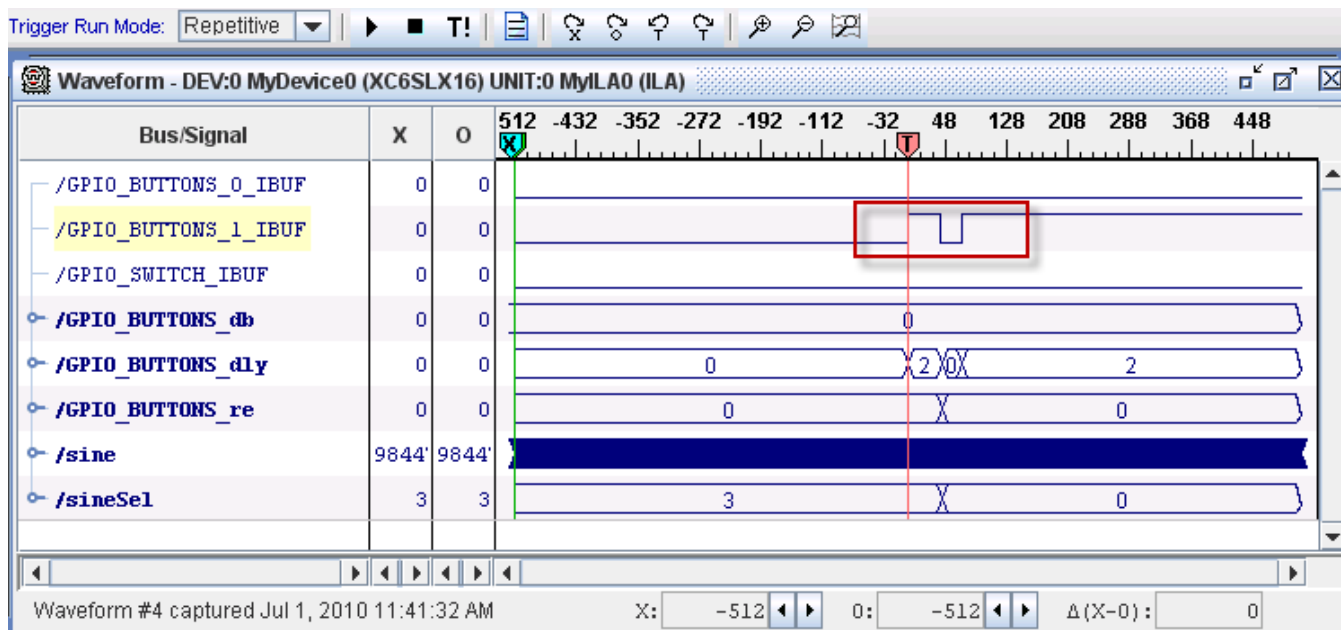 Trigger Run Mode: Repetitive T!
Waveform - DEV:0 MyDevice0 (XC6SLX16) UNIT:0 MyILA0 (ILA)
Bus/Signal X O 512 -432 -352 -272 -192 -112 -32 48 128 208 288 368 448
X T
/GPIO_BUTTONS_0_IBUF 0 0
/GPIO_BUTTONS_1_IBUF 0 0
/GPIO_SWITCH_IBUF 0 0
/GPIO_BUTTONS_db 0 0 0
/GPIO_BUTTONS_dly 0 0 0 2 0 2
/GPIO_BUTTONS_re 0 0 0 0
/sine 9844' 9844'
/sineSel 3 3 3 0
Waveform #4 captured Jul 1, 2010 11:41:32 AM X: -512 O: -512 Δ(X-O): 0